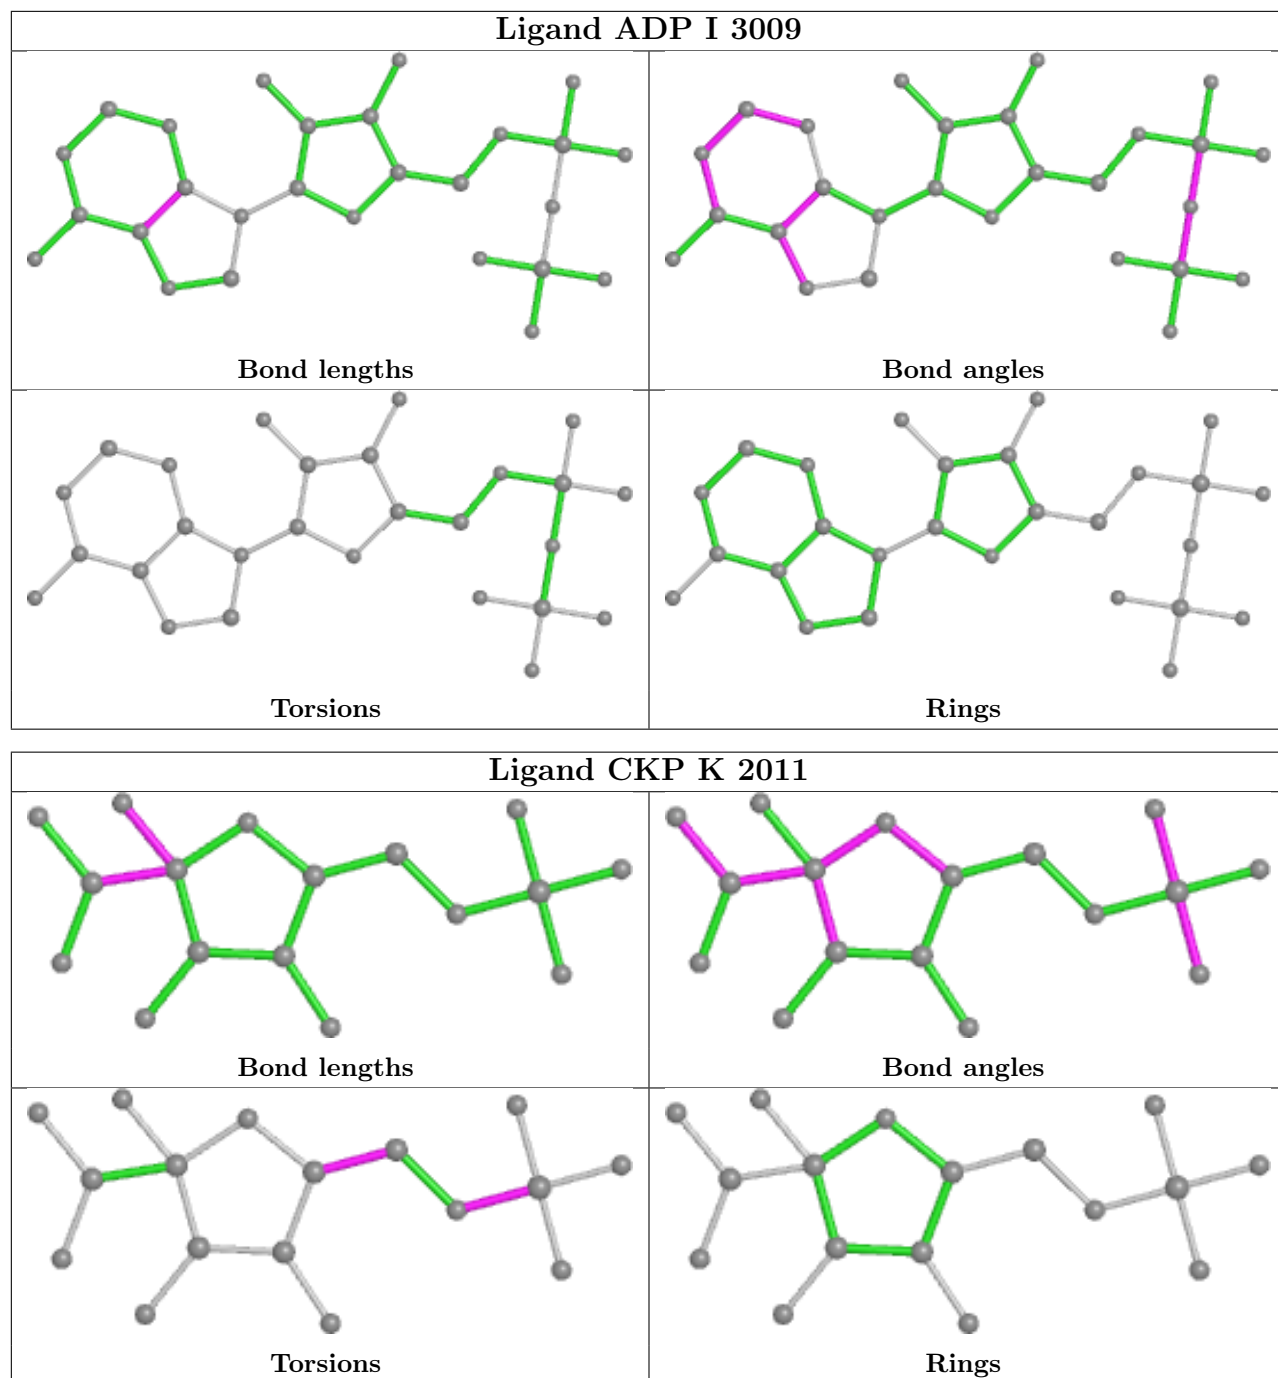 Ligand ADP I 3009
Bond lengths
Bond angles
Torsions
Rings
Ligand CKP K 2011
Bond lengths
Bond angles
Torsions
Rings